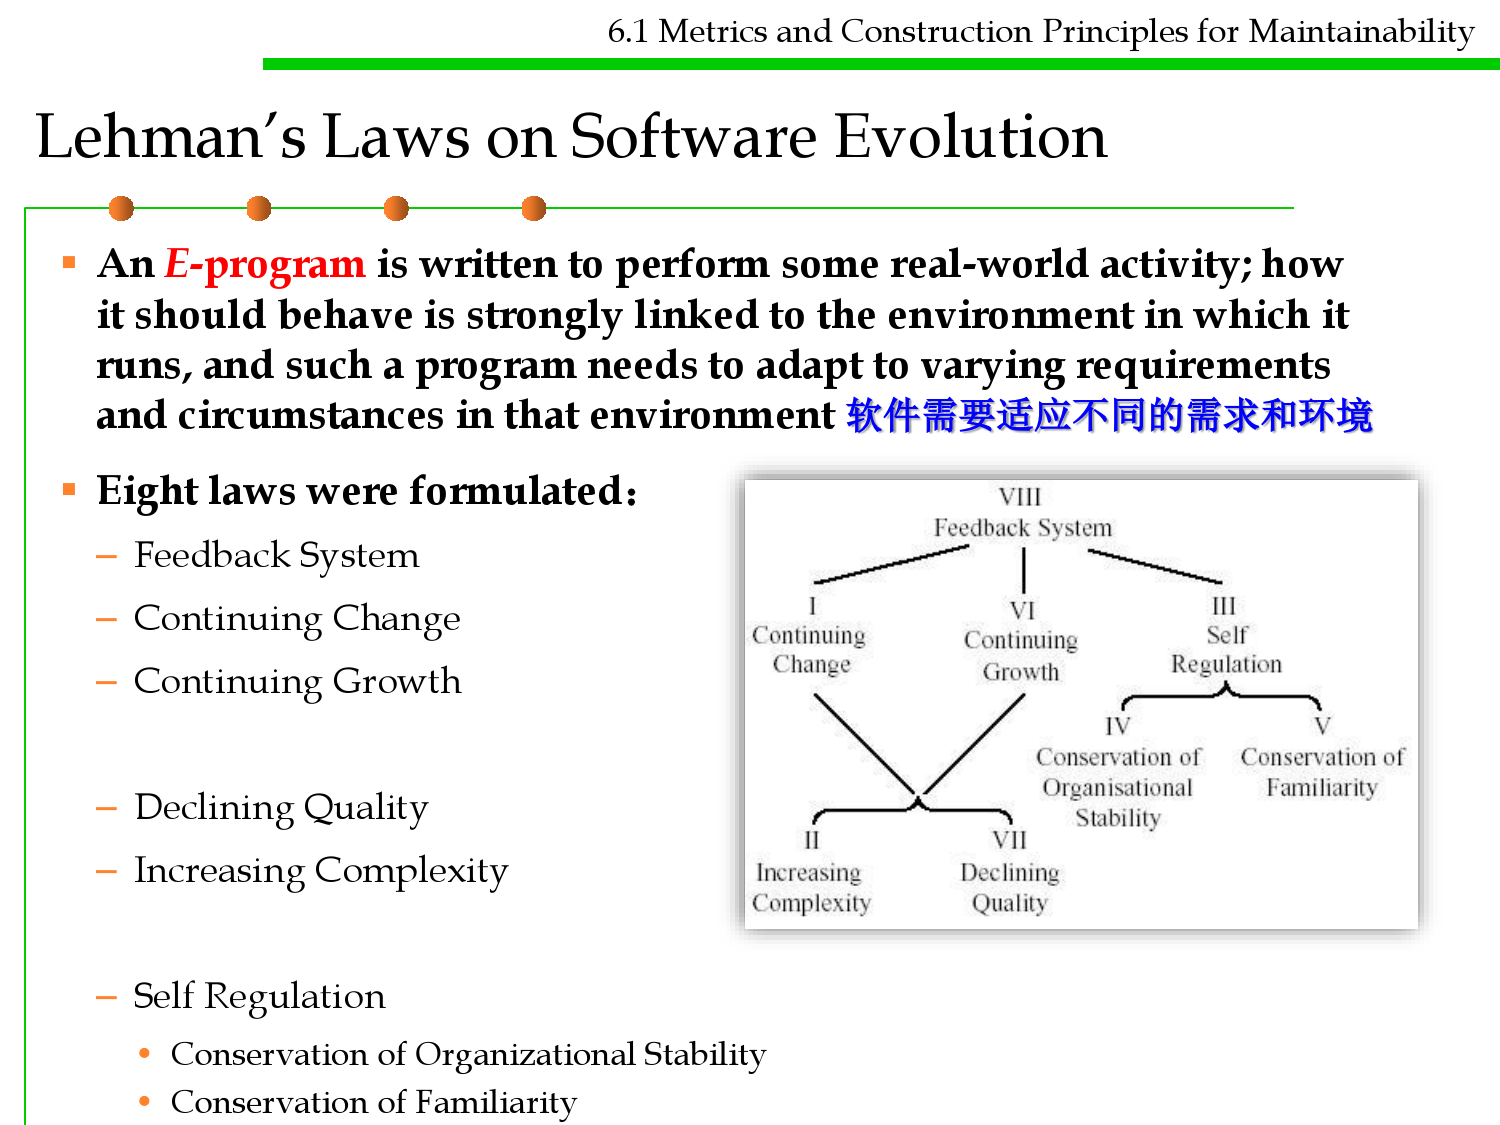 6.1 Metrics and Construction Principles for Maintainability
Lehman’s Laws on Software Evolution
▪ An E-program is written to perform some real-world activity; how
it should behave is strongly linked to the environment in which it
runs, and such a program needs to adapt to varying requirements
and circumstances in that environment 软件需要适应不同的需求和环境
▪ Eight laws were formulated：
– Feedback System
– Continuing Change
– Continuing Growth
– Declining Quality
– Increasing Complexity
– Self Regulation
• Conservation of Organizational Stability
• Conservation of Familiarity
VIII
Feedback System
I
Continuing
Change
VI
Continuing
Growth
III
Self
Regulation
IV
Conservation of
Organisational
Stability
V
Conservation of
Familiarity
II
Increasing
Complexity
VII
Declining
Quality